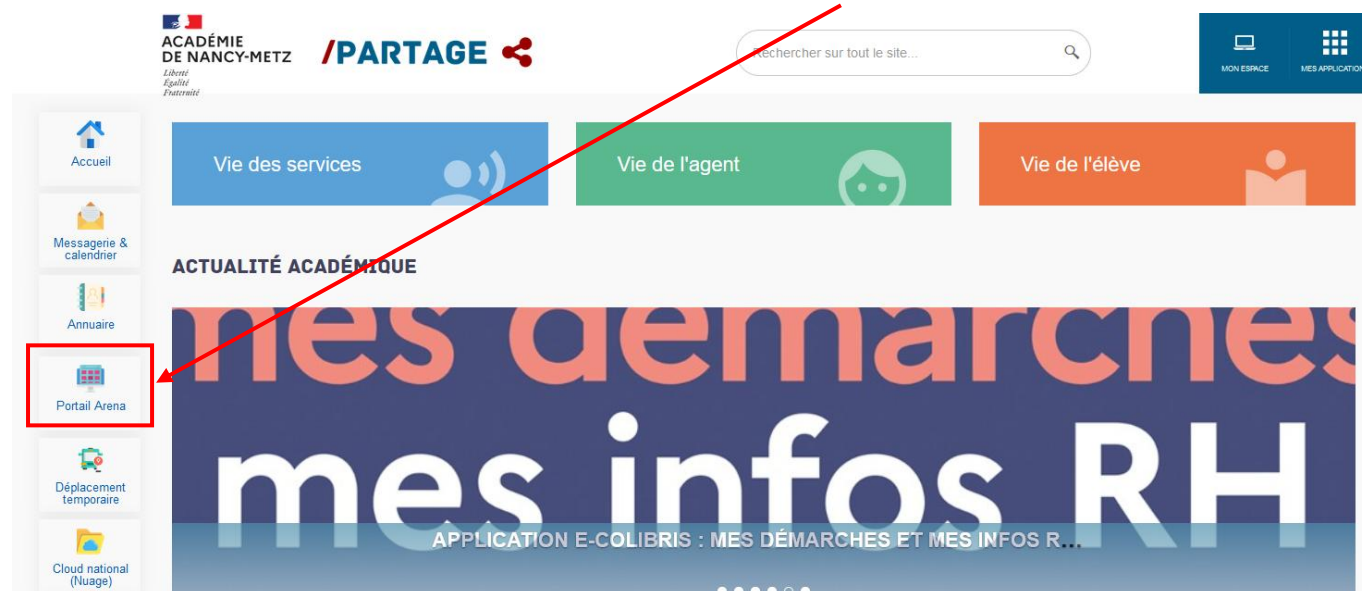 ACADÉMIE
DE NANCY-METZ
Liberté
Égalité
Fraternité
/PARTAGE
Rechercher sur tout le site...
MON ESPACE
MES APPLICATION
Accueil
Messagerie &
calendrier
Annuaire
Portail Arena
Déplacement
temporaire
Cloud national
(Nuage)
Vie des services
Vie de l'agent
Vie de l'élève
ACTUALITÉ ACADÉMIQUE
mes démarches
mes infos RH
APPLICATION E-COLIBRIS : MES DÉMARCHES ET MES INFOS R...